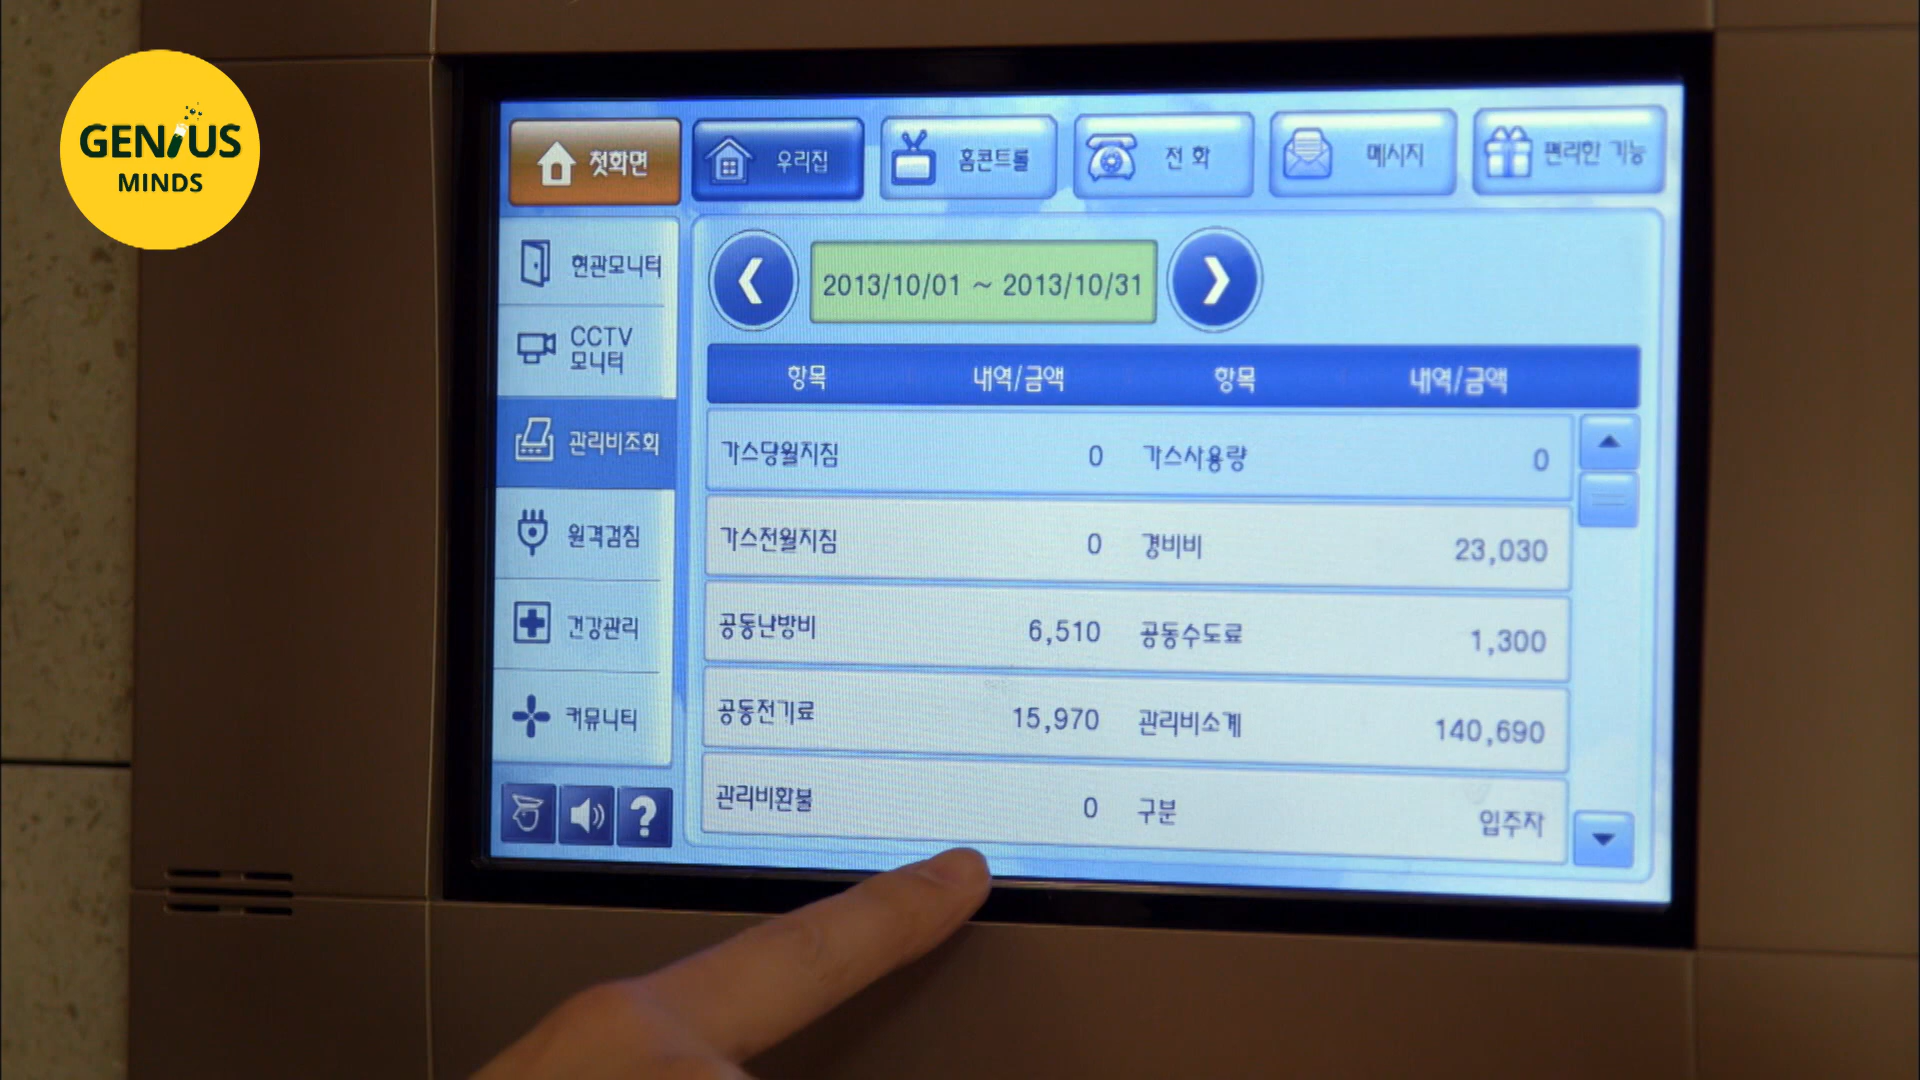 GENIUS
MINDS
첫화면
우리집
홈콘트롤
전화
메시지
편리한 기능
현관모니터
CCTV
모니터
관리비조회
원격검침
건강관리
커뮤니티
?
2013/10/01 ~ 2013/10/31
항목 내역/금액 항목 내역/금액
가스당월지침 0 가스사용량 0
가스전월지침 0 경비비 23,030
공동난방비 6,510 공동수도료 1,300
공동전기료 15,970 관리비소계 140,690
관리비환불 0 구분 입주자